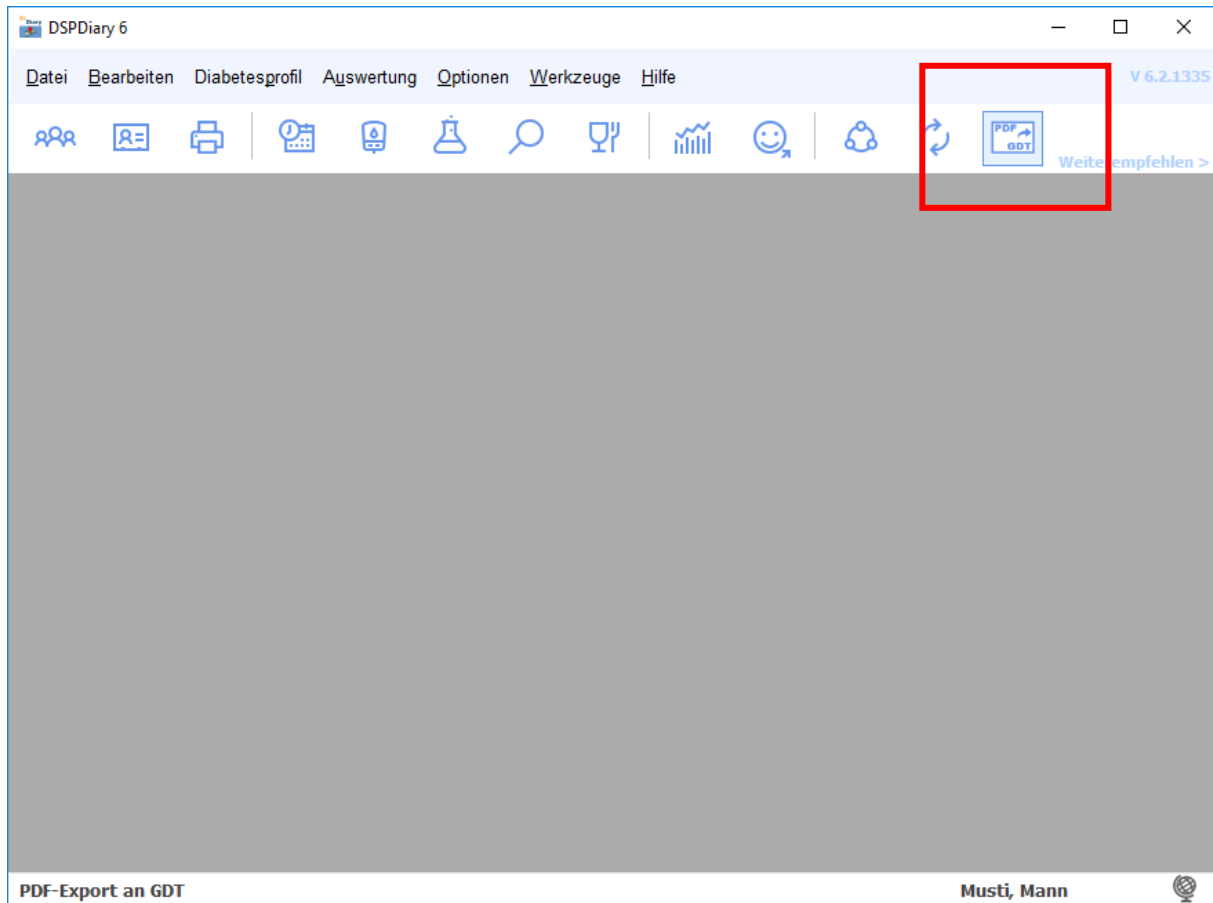 DSPDiary 6
Datei Bearbeiten Diabetesprofil Auswertung Optionen Werkzeuge Hilfe V 6.2.1335
PDF
GDT
Weiterempfehlen >
PDF-Export an GDT Musti, Mann